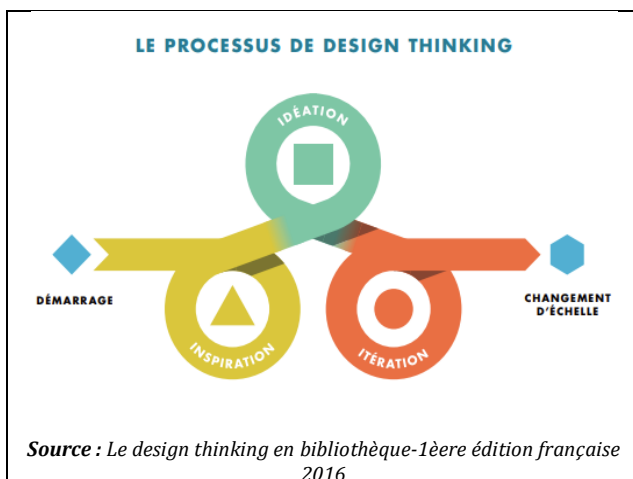 LE PROCESSUS DE DESIGN THINKING
IDÉATION
DÉMARRAGE
CHANGEMENT
D'ÉCHELLE
INSPIRATION
ITÉRATION
Source : Le design thinking en bibliothèque-1èere édition française
2016